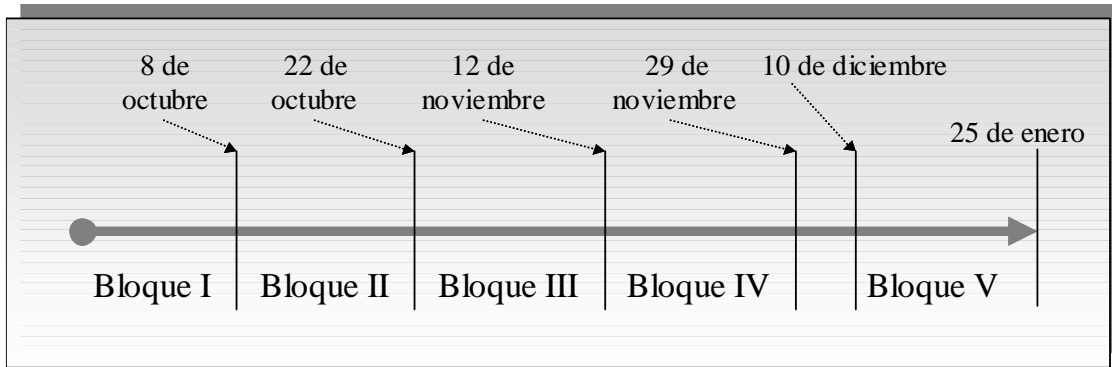 8 de
octubre
22 de
octubre
12 de
noviembre
29 de
noviembre
10 de diciembre
25 de enero
Bloque I
Bloque II
Bloque III
Bloque IV
Bloque V